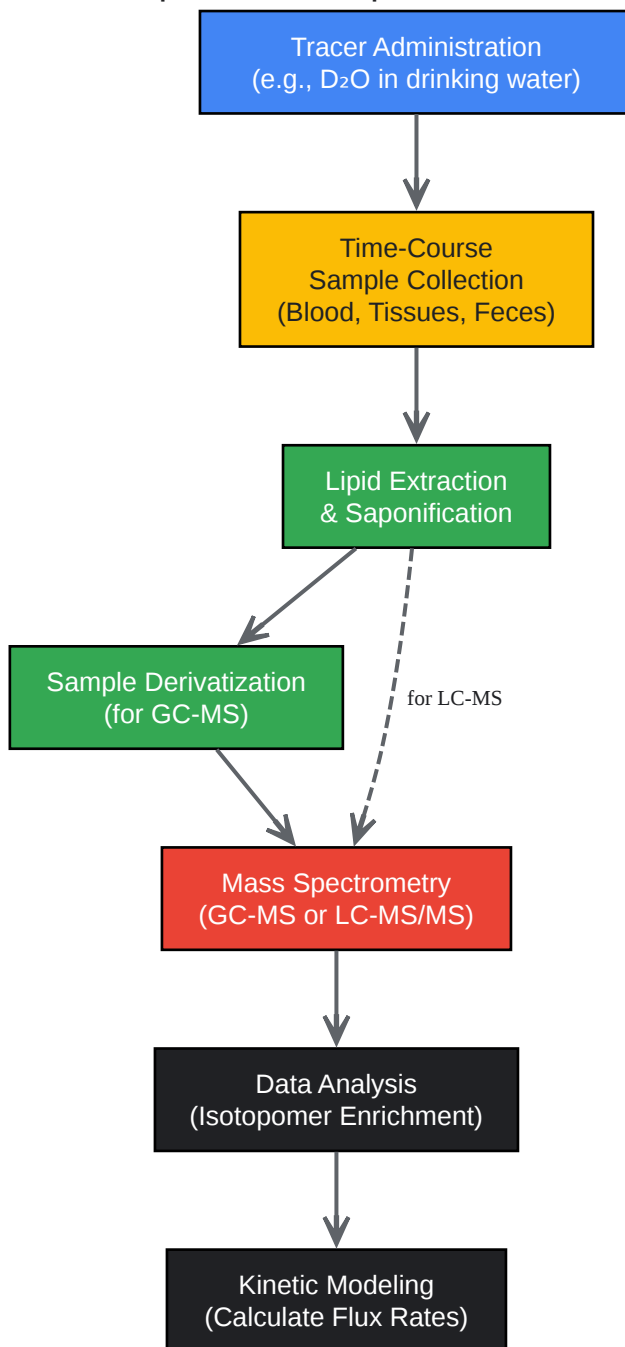 Tracer Administration
(e.g., D₂O in drinking water)
Time-Course
Sample Collection
(Blood, Tissues, Feces)
Lipid Extraction
& Saponification
Sample Derivatization
(for GC-MS)
for LC-MS
Mass Spectrometry
(GC-MS or LC-MS/MS)
Data Analysis
(Isotopomer Enrichment)
Kinetic Modeling
(Calculate Flux Rates)